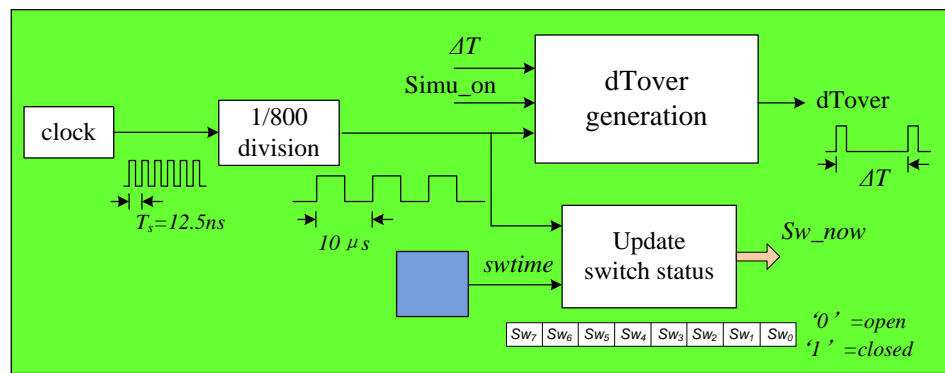 ΔT
Simu_on
dTover
generation
dTover
clock
1/800
division
ΔT
Ts=12.5ns
10 μs
swtime
Update
switch status
Sw_now
Sw7 Sw6 Sw5 Sw4 Sw3 Sw2 Sw1 Sw0
‘0’ =open
‘1’ =closed